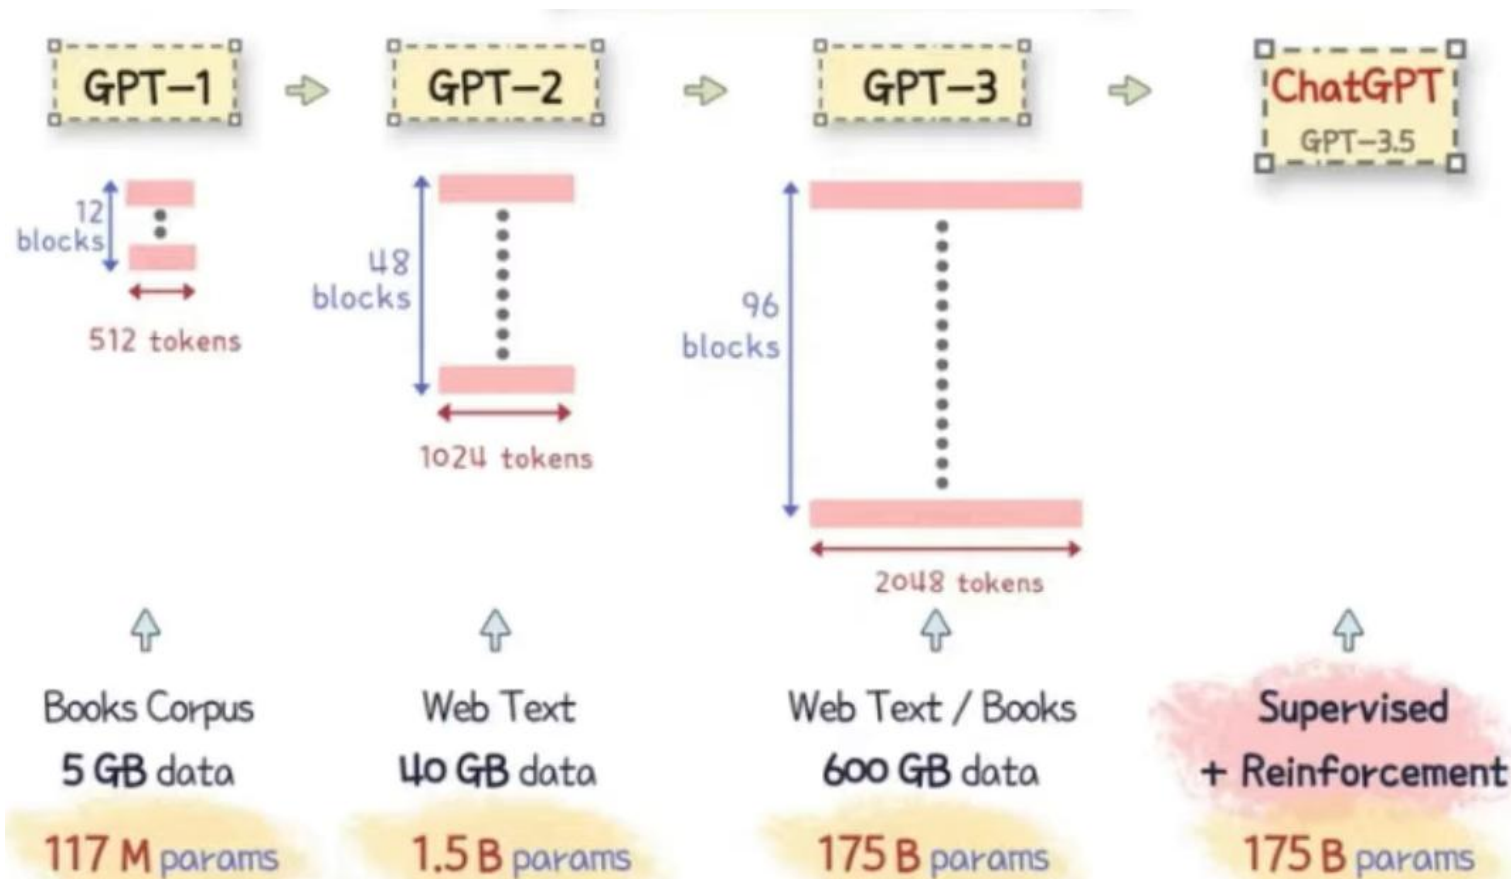 GPT-1
GPT-2
GPT-3
ChatGPT
GPT-3.5
12
blocks
512 tokens
48
blocks
1024 tokens
96
blocks
2048 tokens
Books Corpus
5 GB data
117 M params
Web Text
40 GB data
1.5 B params
Web Text / Books
600 GB data
175 B params
Supervised
+ Reinforcement
175 B params